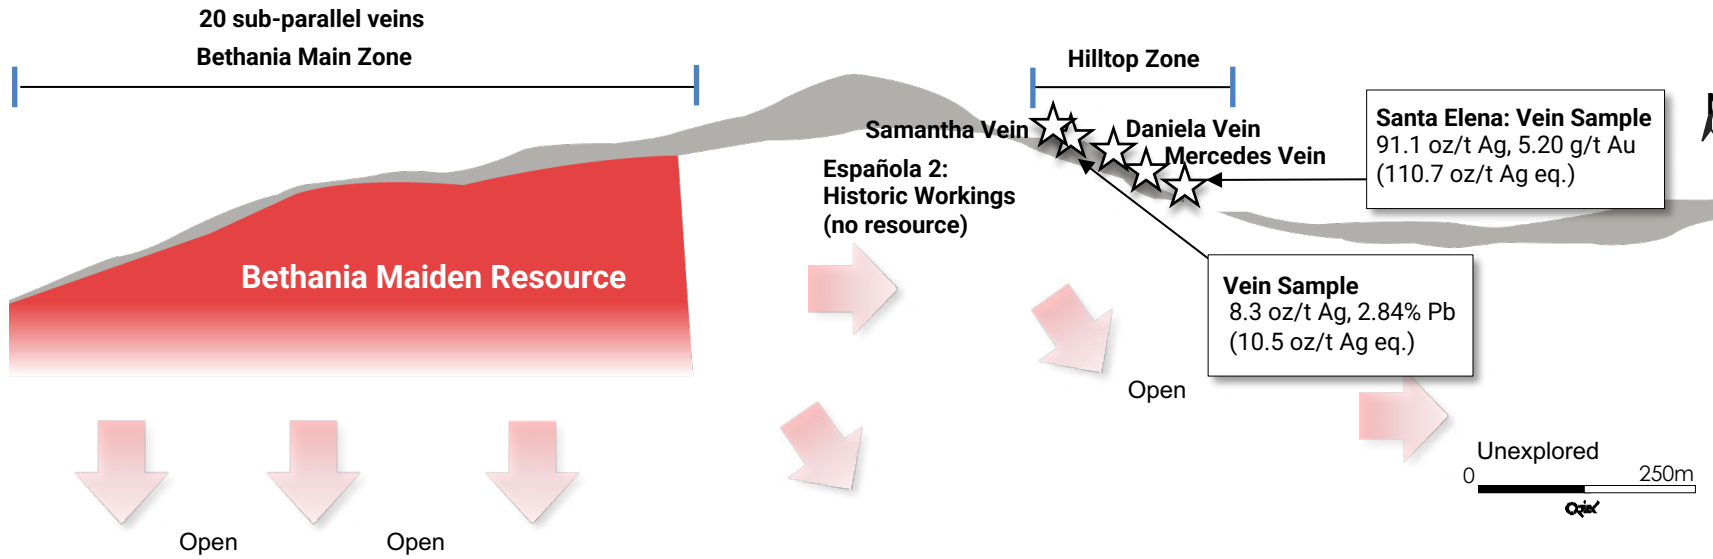 20 sub-parallel veins
Bethania Main Zone
Hilltop Zone
Samantha Vein
Daniela Vein
Mercedes Vein
Santa Elena: Vein Sample
91.1 oz/t Ag, 5.20 g/t Au
(110.7 oz/t Ag eq.)
Española 2:
Historic Workings
(no resource)
Bethania Maiden Resource
Vein Sample
8.3 oz/t Ag, 2.84% Pb
(10.5 oz/t Ag eq.)
Open
Unexplored
0 250m
Open Open